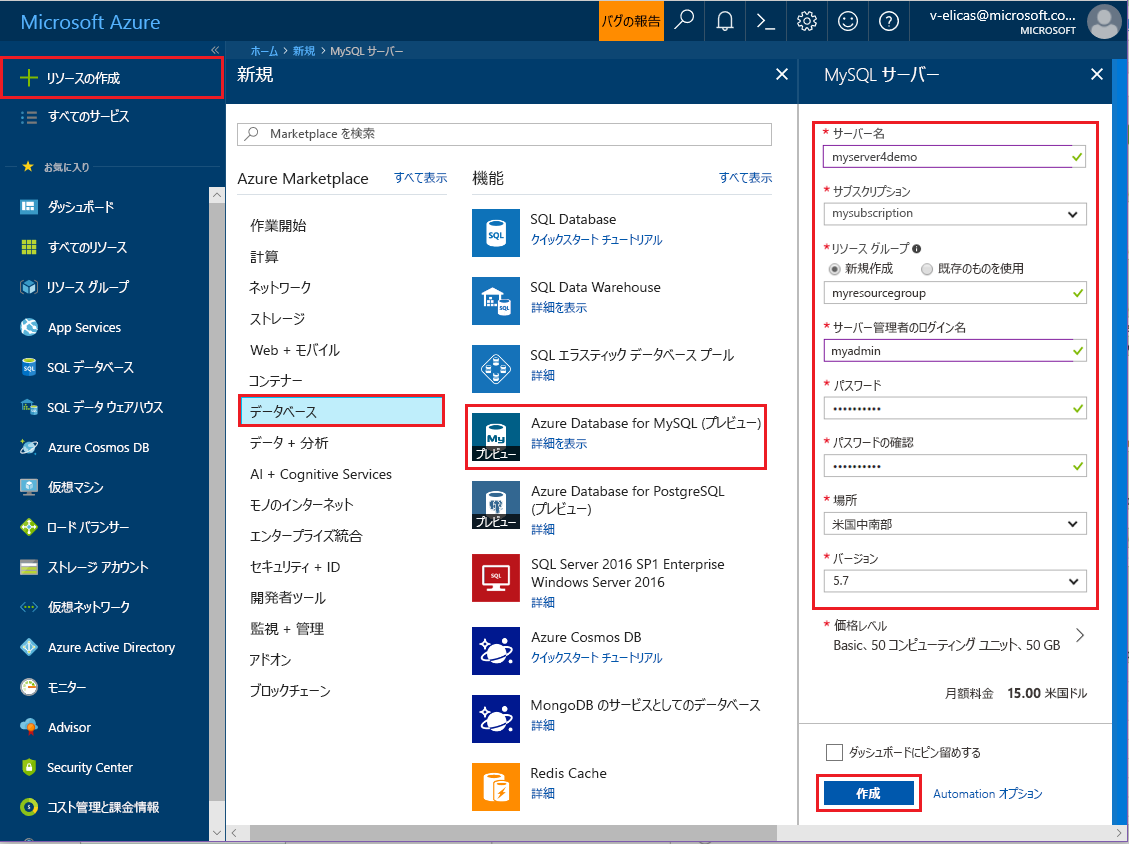 Microsoft Azure
バグの報告
v-elicas@microsoft.co...
MICROSOFT
リソースの作成
すべてのサービス
お気に入り
ダッシュボード
すべてのリソース
リソース グループ
App Services
SQL データベース
SQL データ ウェアハウス
Azure Cosmos DB
仮想マシン
ロード バランサー
ストレージ アカウント
仮想ネットワーク
Azure Active Directory
モニター
Advisor
Security Center
コスト管理と課金情報
ホーム > 新規 > MySQL サーバー
新規
Marketplace を検索
Azure Marketplace すべて表示
作業開始
計算
ネットワーク
ストレージ
Web + モバイル
コンテナー
データベース
データ + 分析
AI + Cognitive Services
モノのインターネット
エンタープライズ統合
セキュリティ + ID
開発者ツール
監視 + 管理
アドオン
ブロックチェーン
機能 すべて表示
SQL
SQL Database
クイックスタート チュートリアル
SQL
SQL Data Warehouse
詳細を表示
SQL エラスティック データベース プール
詳細
My
プレビュー
Azure Database for MySQL (プレビュー)
詳細を表示
プレビュー
Azure Database for PostgreSQL
(プレビュー)
詳細
SQL
SQL Server 2016 SP1 Enterprise
Windows Server 2016
詳細
Azure Cosmos DB
クイックスタート チュートリアル
MongoDB のサービスとしてのデータベース
詳細
Redis Cache
詳細
MySQL サーバー
* サーバー名
myserver4demo
* サブスクリプション
mysubscription
* リソース グループ
新規作成 既存のものを使用
myresourcegroup
* サーバー管理者のログイン名
myadmin
* パスワード
••••••••••
* パスワードの確認
••••••••••
* 場所
米国中南部
* バージョン
5.7
* 価格レベル
Basic、50 コンピューティング ユニット、50 GB
月額料金 15.00 米国ドル
ダッシュボードにピン留めする
作成
Automation オプション